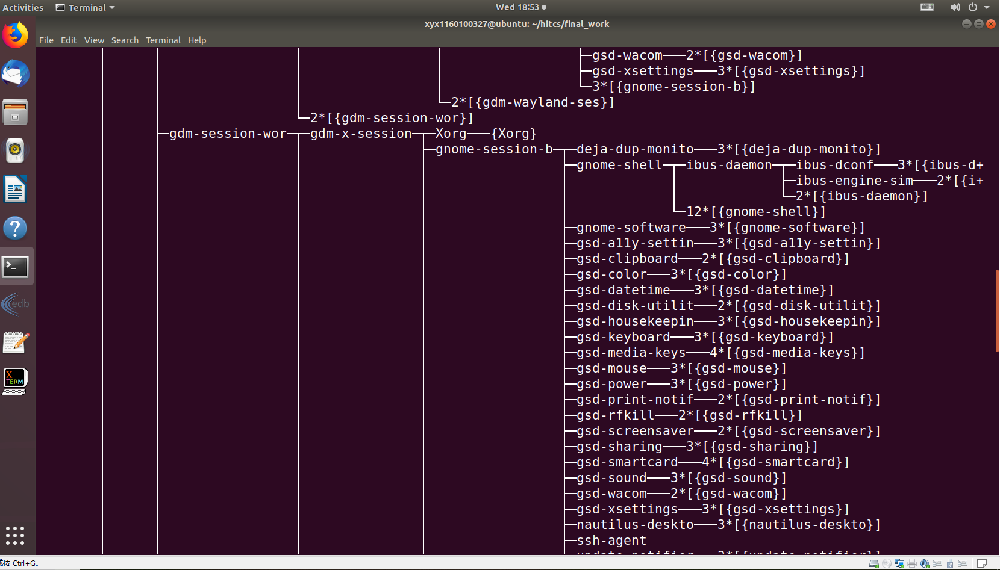 Activities Terminal Wed 18:53
xyx1160100327@ubuntu: ~/hitcs/final_work
File Edit View Search Terminal Help
├─gsd-wacom───2*[{gsd-wacom}]
├─gsd-xsettings───3*[{gsd-xsettings}]
└─3*[{gnome-session-b}]
└─2*[{gdm-wayland-ses}]
└─2*[{gdm-session-wor}]
├─gdm-session-wor─┬─gdm-x-session─┬─Xorg───{Xorg}
├─gnome-session-b─┬─deja-dup-monito───3*[{deja-dup-monito}]
├─gnome-shell─┬─ibus-daemon─┬─ibus-dconf───3*[{ibus-d+
├─ibus-engine-sim───2*[{i+
└─2*[{ibus-daemon}]
└─12*[{gnome-shell}]
├─gnome-software───3*[{gnome-software}]
├─gsd-a11y-settin───3*[{gsd-a11y-settin}]
├─gsd-clipboard───2*[{gsd-clipboard}]
├─gsd-color───3*[{gsd-color}]
├─gsd-datetime───3*[{gsd-datetime}]
├─gsd-disk-utilit───2*[{gsd-disk-utilit}]
├─gsd-housekeepin───3*[{gsd-housekeepin}]
├─gsd-keyboard───3*[{gsd-keyboard}]
├─gsd-media-keys───4*[{gsd-media-keys}]
├─gsd-mouse───3*[{gsd-mouse}]
├─gsd-power───3*[{gsd-power}]
├─gsd-print-notif───2*[{gsd-print-notif}]
├─gsd-rfkill───2*[{gsd-rfkill}]
├─gsd-screensaver───2*[{gsd-screensaver}]
├─gsd-sharing───3*[{gsd-sharing}]
├─gsd-smartcard───4*[{gsd-smartcard}]
├─gsd-sound───3*[{gsd-sound}]
├─gsd-wacom───2*[{gsd-wacom}]
├─gsd-xsettings───3*[{gsd-xsettings}]
├─nautilus-deskto───3*[{nautilus-deskto}]
├─ssh-agent
├─update-notifier───3*[{update-notifier}]
edb
X TERM
或按 Ctrl+G。